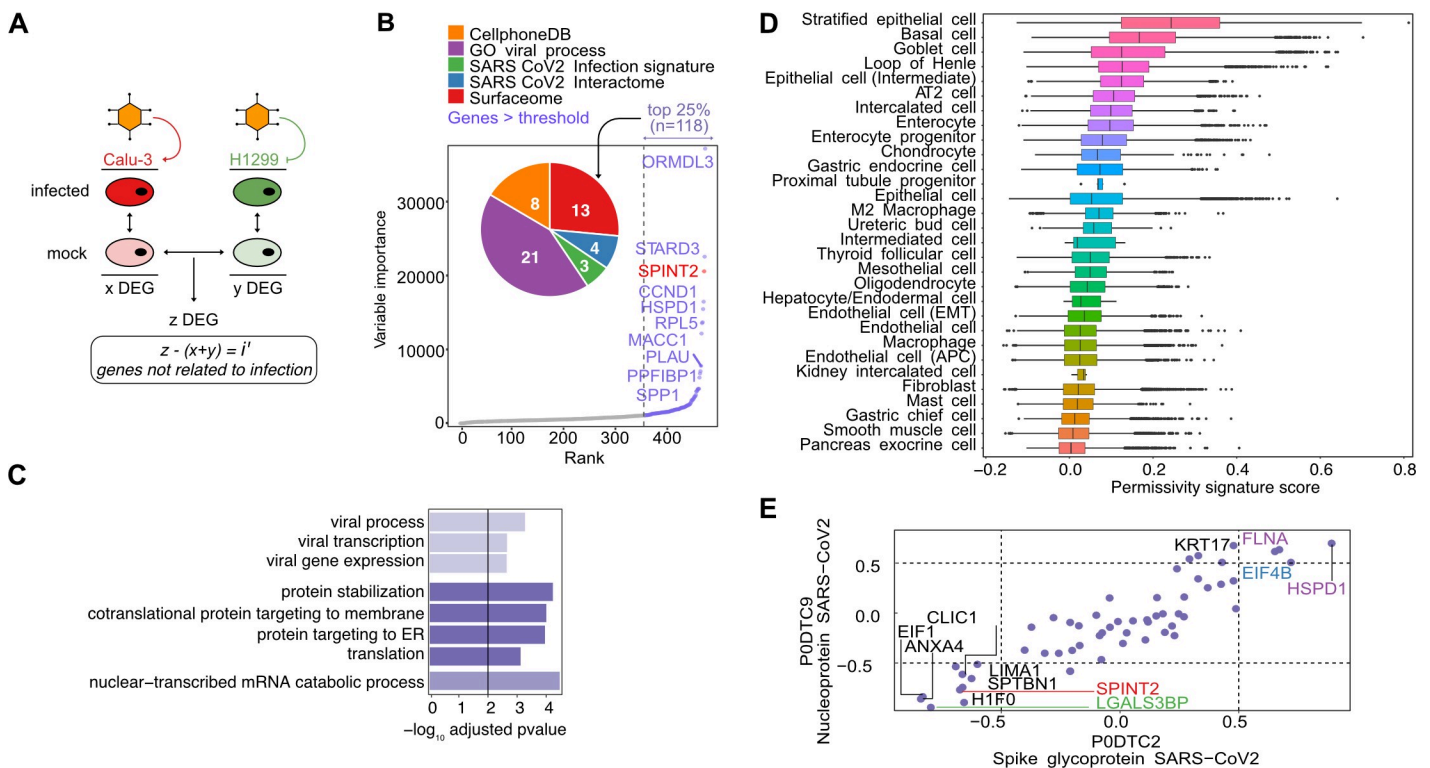 A
Calu-3
H1299
infected
mock
x DEG
y DEG
z DEG
z - (x+y) = i'
genes not related to infection
B
CellphoneDB
GO viral process
SARS CoV2 Infection signature
SARS CoV2 Interactome
Surfaceome
Genes > threshold
top 25%
(n=118)
ORMDL3
8
13
4
3
21
STARD3
SPINT2
CCND1
HSPD1
RPL5
MACC1
PLAU
PPFIBP1
SPP1
Variable importance
30000
20000
10000
0
0 100 200 300 400
Rank
C
viral process
viral transcription
viral gene expression
protein stabilization
cotranslational protein targeting to membrane
protein targeting to ER
translation
nuclear−transcribed mRNA catabolic process
0 1 2 3 4
−log10 adjusted pvalue
D
Stratified epithelial cell
Basal cell
Goblet cell
Loop of Henle
Epithelial cell (Intermediate)
AT2 cell
Intercalated cell
Enterocyte
Enterocyte progenitor
Chondrocyte
Gastric endocrine cell
Proximal tubule progenitor
Epithelial cell
M2 Macrophage
Ureteric bud cell
Intermediated cell
Thyroid follicular cell
Mesothelial cell
Oligodendrocyte
Hepatocyte/Endodermal cell
Endothelial cell (EMT)
Endothelial cell
Macrophage
Endothelial cell (APC)
Kidney intercalated cell
Fibroblast
Mast cell
Gastric chief cell
Smooth muscle cell
Pancreas exocrine cell
−0.2 0.0 0.2 0.4 0.6 0.8
Permissivity signature score
E
P0DTC9
Nucleoprotein SARS−CoV2
0.5
0.0
−0.5
KRT17
FLNA
EIF4B
HSPD1
CLIC1
EIF1
ANXA4
LIMA1
SPTBN1
SPINT2
H1F0
LGALS3BP
−0.5 0.0 0.5
P0DTC2
Spike glycoprotein SARS−CoV2